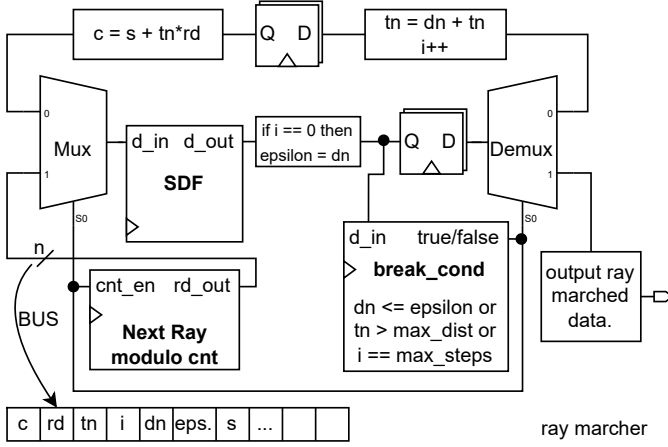 c = s + tn*rd
Q D
tn = dn + tn
i++
0
Mux
1
S0
d_in d_out
SDF
if i == 0 then
epsilon = dn
Q D
0
Demux
1
S0
n
BUS
cnt_en rd_out
Next Ray
modulo cnt
d_in true/false
break_cond
dn <= epsilon or
tn > max_dist or
i == max_steps
output ray
marched
data.
c rd tn i dn eps. s ...
ray marcher